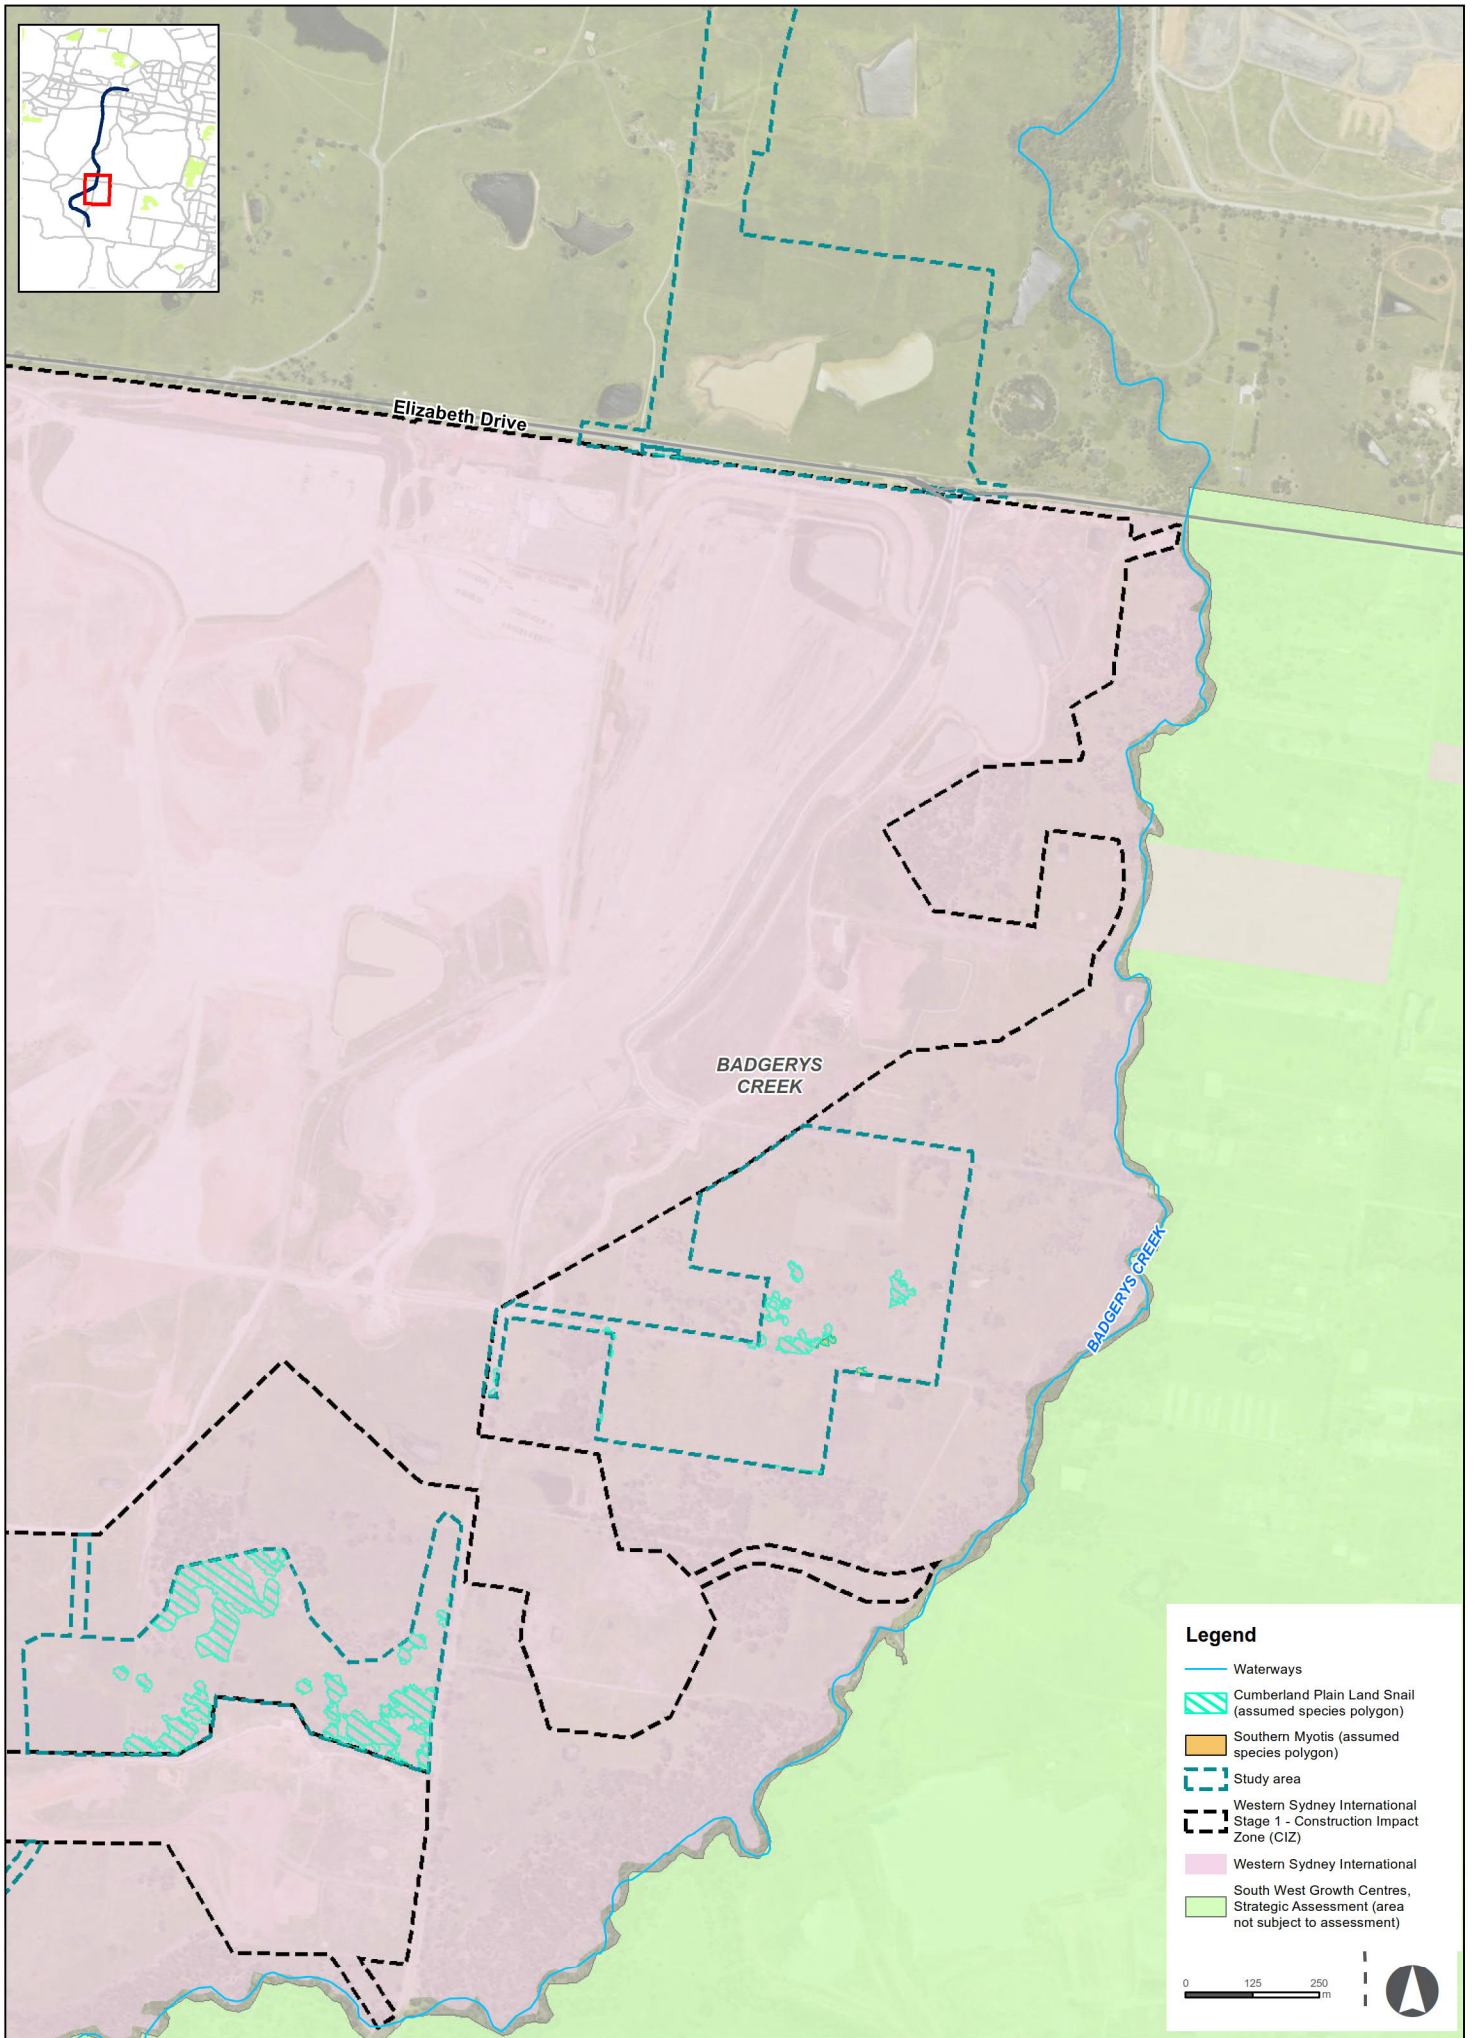 Elizabeth Drive
BADGERYS
CREEK
BADGERYS CREEK
Legend
Waterways
Cumberland Plain Land Snail
(assumed species polygon)
Southern Myotis (assumed
species polygon)
Study area
Western Sydney International
Stage 1 - Construction Impact
Zone (CIZ)
Western Sydney International
South West Growth Centres,
Strategic Assessment (area
not subject to assessment)
0 125 250
m